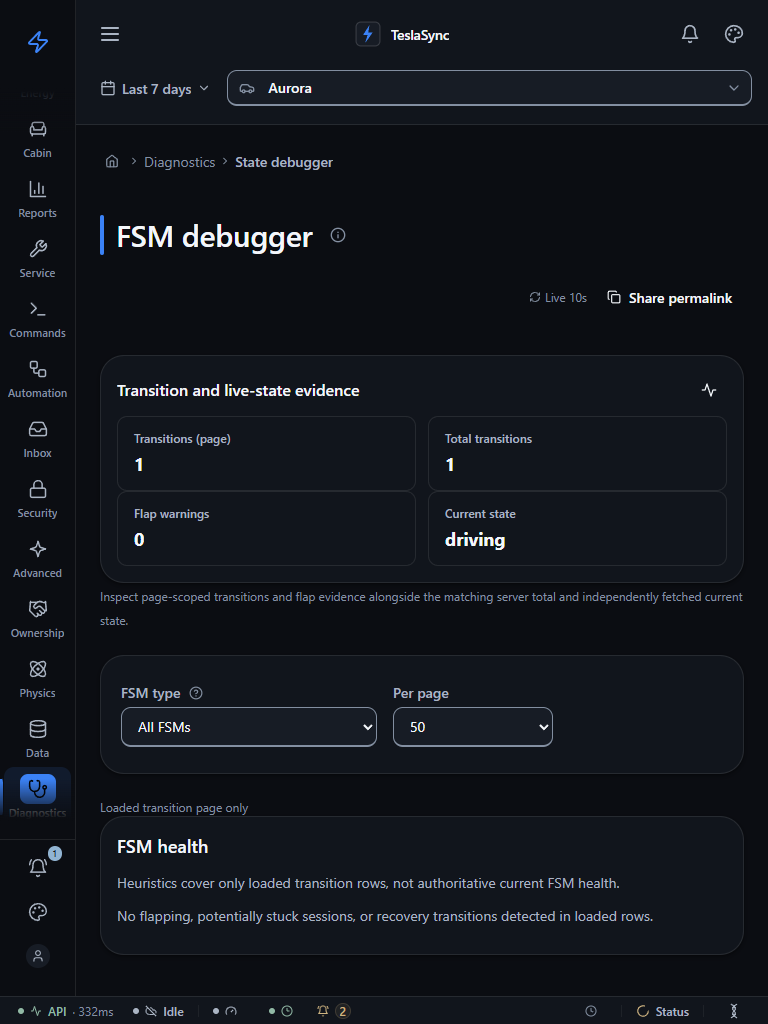 TeslaSync
Last 7 days
Aurora
Energy
Cabin
Reports
Service
Commands
Automation
Inbox
Security
Advanced
Ownership
Physics
Data
Diagnostics
1
Diagnostics
State debugger
FSM debugger
Live 10s
Share permalink
Transition and live-state evidence
Transitions (page)
1
Total transitions
1
Flap warnings
0
Current state
driving
Inspect page-scoped transitions and flap evidence alongside the matching server total and independently fetched current
state.
FSM type
All FSMs
Per page
50
Loaded transition page only
FSM health
Heuristics cover only loaded transition rows, not authoritative current FSM health.
No flapping, potentially stuck sessions, or recovery transitions detected in loaded rows.
API · 332ms
Idle
2
Status